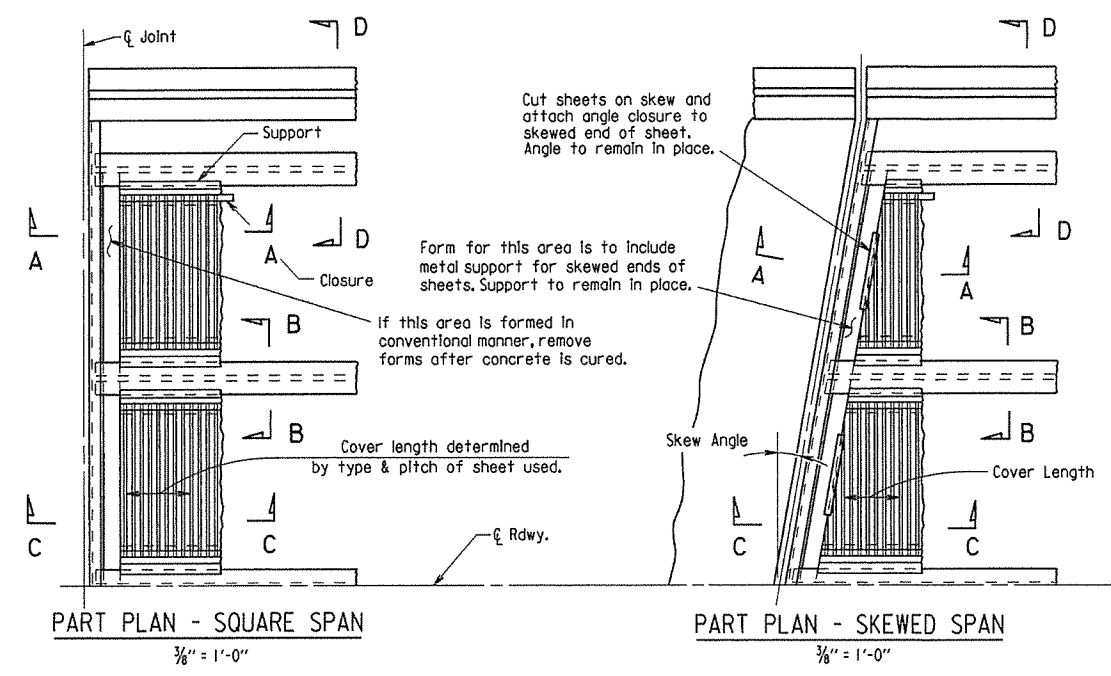 D
℄ Joint
Support
A
A
D
Closure
If this area is formed in
conventional manner, remove
forms after concrete is cured.
B
B
Cover length determined
by type & pitch of sheet used.
C
C
℄ Rdwy.
PART PLAN - SQUARE SPAN
3/8" = 1'-0"
D
Cut sheets on skew and
attach angle closure to
skewed end of sheet.
Angle to remain in place.
D
Form for this area is to include
metal support for skewed ends of
sheets. Support to remain in place.
A
A
B
B
Skew Angle
Cover Length
C
C
PART PLAN - SKEWED SPAN
3/8" = 1'-0"